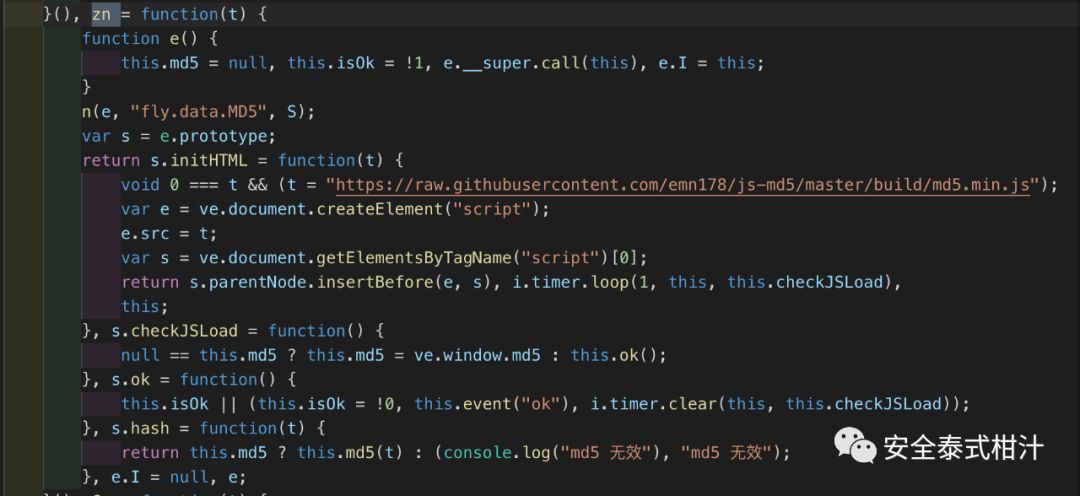 }(), zn = function(t) {
function e() {
this.md5 = null, this.isOk = !1, e.__super.call(this), e.I = this;
}
n(e, "fly.data.MD5", S);
var s = e.prototype;
return s.initHTML = function(t) {
void 0 === t && (t = "https://raw.githubusercontent.com/emn178/js-md5/master/build/md5.min.js");
var e = ve.document.createElement("script");
e.src = t;
var s = ve.document.getElementsByTagName("script")[0];
return s.parentNode.insertBefore(e, s), i.timer.loop(1, this, this.checkJSLoad),
this;
}, s.checkJSLoad = function() {
null == this.md5 ? this.md5 = ve.window.md5 : this.ok();
}, s.ok = function() {
this.isOk || (this.isOk = !0, this.event("ok"), i.timer.clear(this, this.checkJSLoad));
}, s.hash = function(t) {
return this.md5 ? this.md5(t) : (console.log("md5 无效"), "md5 无效");
}, e.I = null, e;
安全泰式柑汁